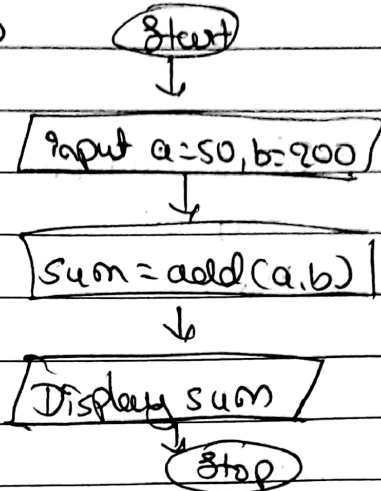 Start
Input a=50, b=200
Sum = add(a,b)
Display sum
Stop